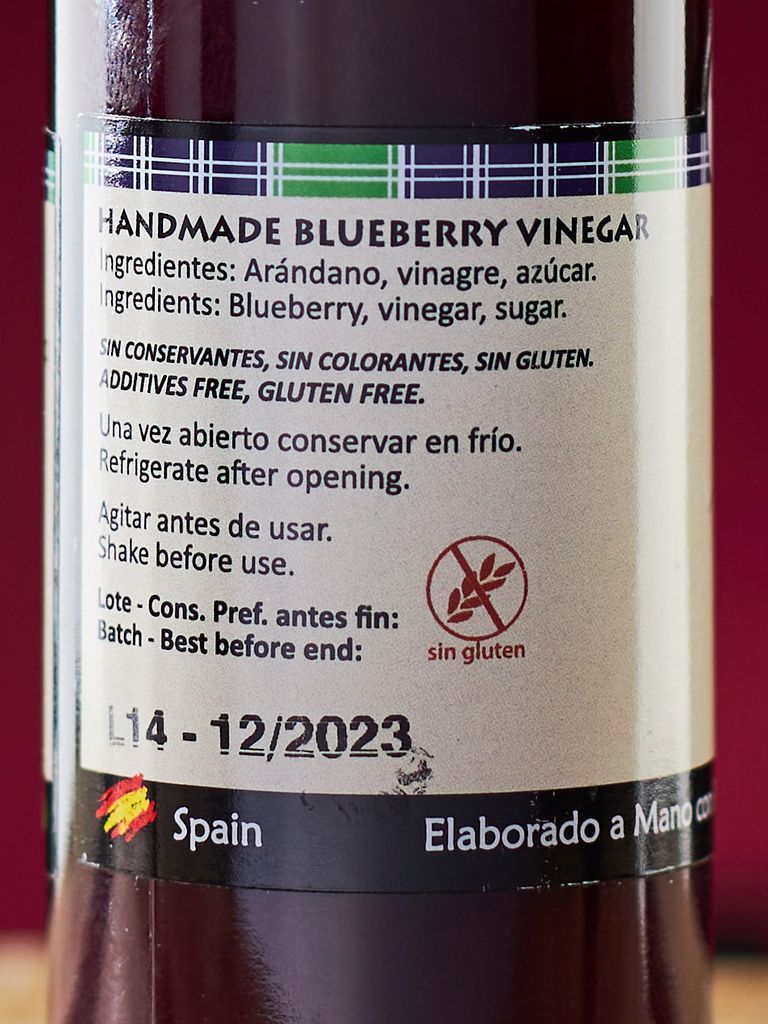 HANDMADE BLUEBERRY VINEGAR
Ingredientes: Arándano, vinagre, azúcar.
Ingredients: Blueberry, vinegar, sugar.
SIN CONSERVANTES, SIN COLORANTES, SIN GLUTEN.
ADDITIVES FREE, GLUTEN FREE.
Una vez abierto conservar en frío.
Refrigerate after opening.
Agitar antes de usar.
Shake before use.
Lote - Cons. Pref. antes fin:
Batch - Best before end:
sin gluten
L14 - 12/2023
Spain
Elaborado a Mano